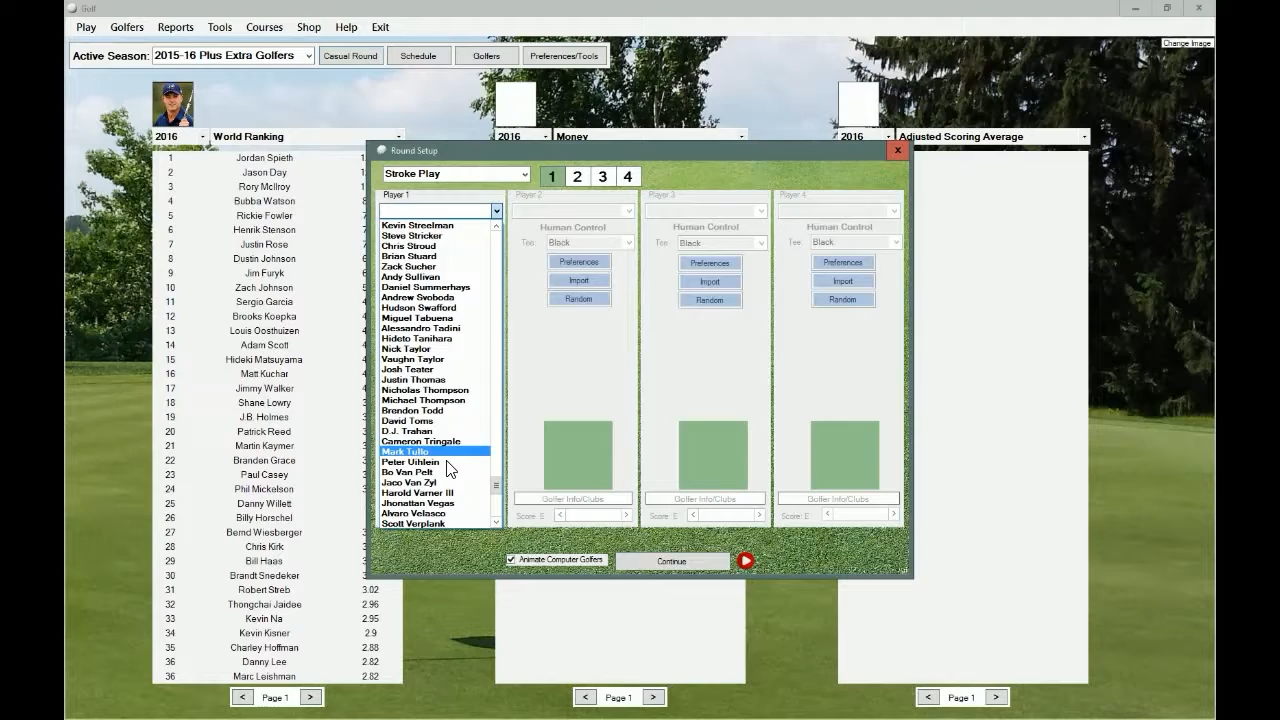 Golf
Play Golfers Reports Tools Courses Shop Help Exit
Active Season: 2015-16 Plus Extra Golfers Casual Round Schedule Golfers Preferences/Tools
Change Image
2016 World Ranking
1 Jordan Spieth
2 Jason Day
3 Rory McIlroy
4 Bubba Watson
5 Rickie Fowler
6 Henrik Stenson
7 Justin Rose
8 Dustin Johnson
9 Jim Furyk
10 Zach Johnson
11 Sergio Garcia
12 Brooks Koepka
13 Louis Oosthuizen
14 Adam Scott
15 Hideki Matsuyama
16 Matt Kuchar
17 Jimmy Walker
18 Shane Lowry
19 J.B. Holmes
20 Patrick Reed
21 Martin Kaymer
22 Branden Grace
23 Paul Casey
24 Phil Mickelson
25 Danny Willett
26 Billy Horschel
27 Bernd Wiesberger
28 Chris Kirk
29 Bill Haas
30 Brandt Snedeker
31 Robert Streb 3.02
32 Thongchai Jaidee 2.96
33 Kevin Na 2.95
34 Kevin Kisner 2.9
35 Charley Hoffman 2.88
36 Danny Lee 2.82
36 Marc Leishman 2.82
< Page 1 >
2016 Money
< Page 1 >
2016 Adjusted Scoring Average
< Page 1 >
Round Setup
Stroke Play 1 2 3 4
Player 1
Kevin Streelman
Steve Stricker
Chris Stroud
Brian Stuard
Zack Sucher
Andy Sullivan
Daniel Summerhays
Andrew Svoboda
Hudson Swafford
Miguel Tabuena
Alessandro Tadini
Hideto Tanihara
Nick Taylor
Vaughn Taylor
Josh Teater
Justin Thomas
Nicholas Thompson
Michael Thompson
Brendon Todd
David Toms
D.J. Trahan
Cameron Tringale
Mark Tullo
Peter Uihlein
Bo Van Pelt
Jaco Van Zyl
Harold Varner III
Jhonattan Vegas
Alvaro Velasco
Scott Verplank
Player 2
Human Control
Tee: Black
Preferences
Import
Random
Golfer Info/Clubs
Score: E < >
Player 3
Human Control
Tee: Black
Preferences
Import
Random
Golfer Info/Clubs
Score: E < >
Player 4
Human Control
Tee: Black
Preferences
Import
Random
Golfer Info/Clubs
Score: E < >
Animate Computer Golfers Continue